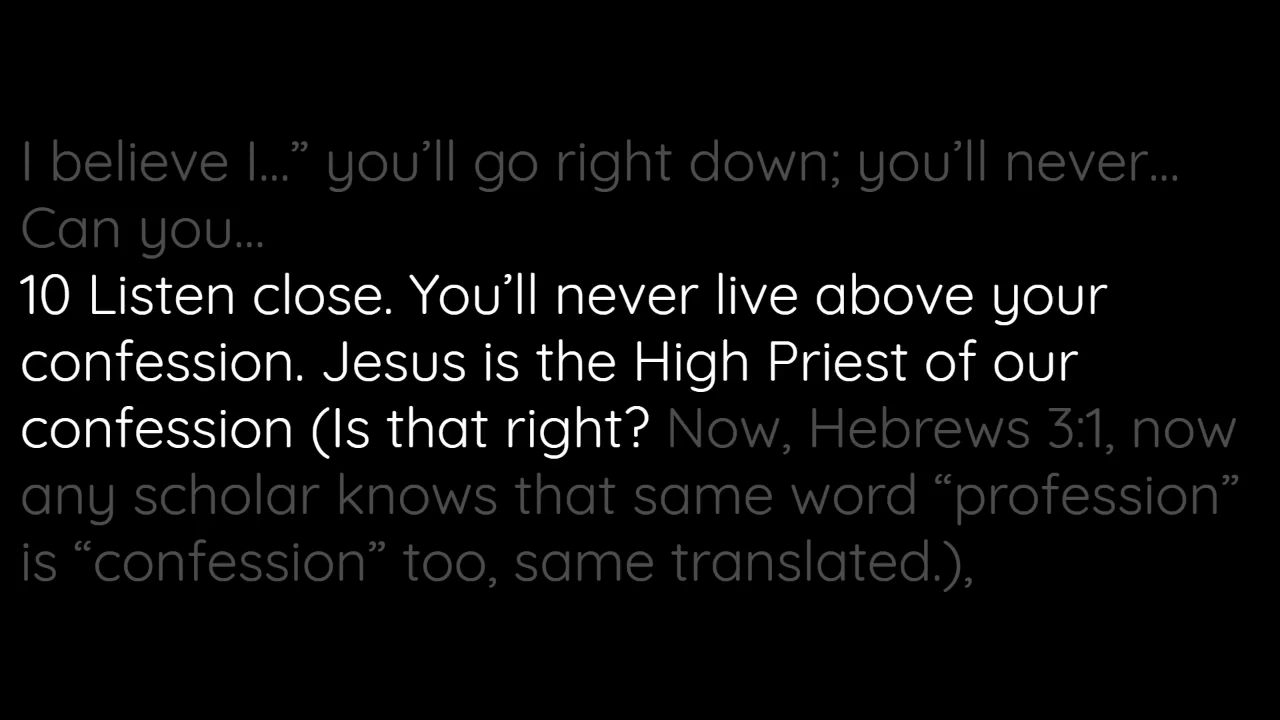 I believe I...” you’ll go right down; you’ll never...
Can you...
10 Listen close. You’ll never live above your
confession. Jesus is the High Priest of our
confession (Is that right? Now, Hebrews 3:1, now
any scholar knows that same word “profession”
is “confession” too, same translated.),